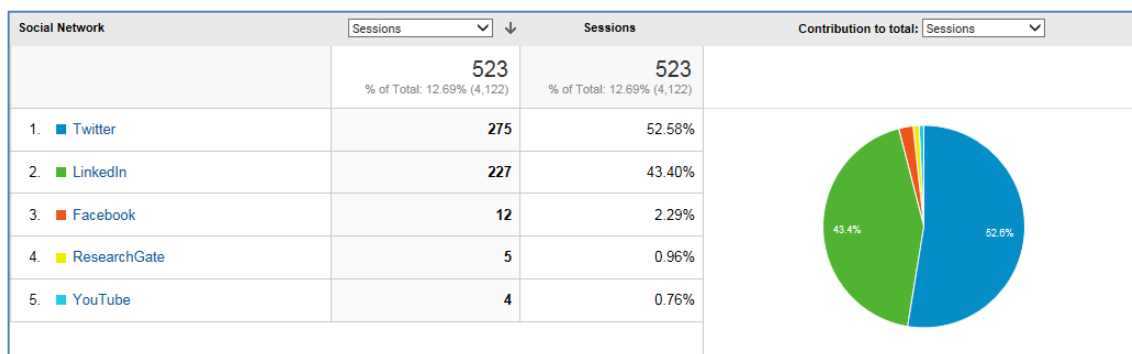 Social Network Sessions Sessions Contribution to total: Sessions
523 523
% of Total: 12.69% (4,122) % of Total: 12.69% (4,122)
1. Twitter 275 52.58%
2. LinkedIn 227 43.40%
3. Facebook 12 2.29%
4. ResearchGate 5 0.96%
5. YouTube 4 0.76%
43.4% 52.6%